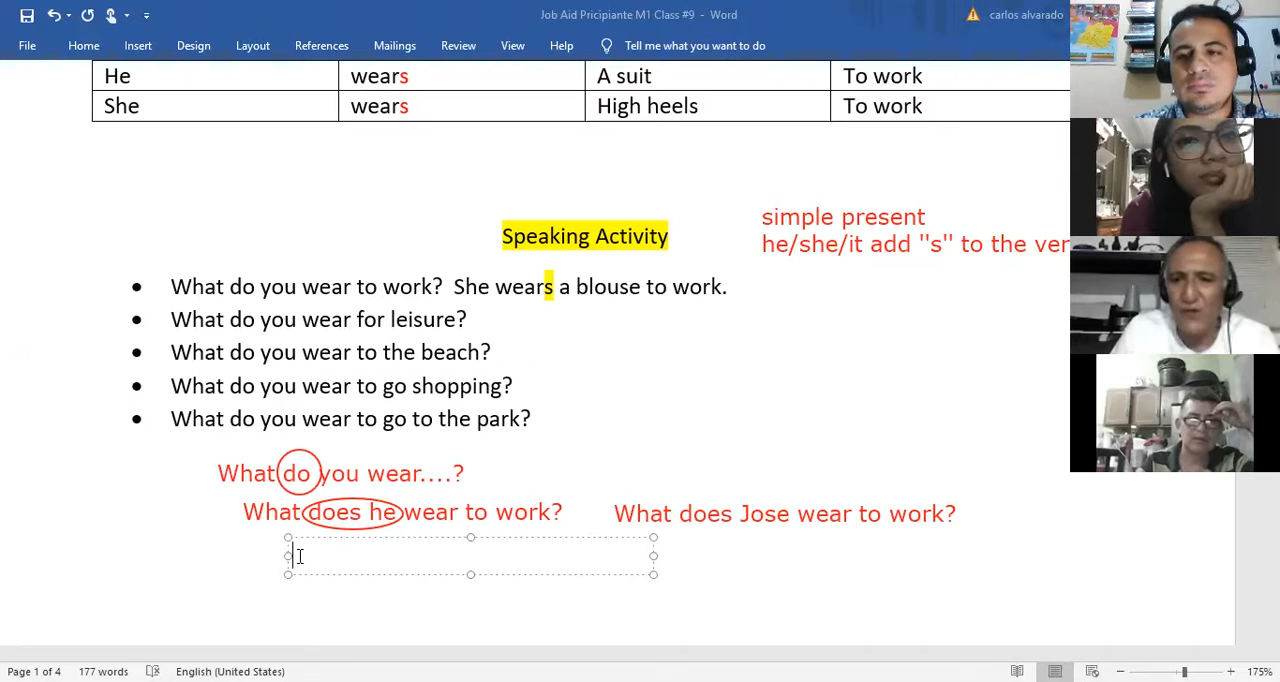 Job Aid Pricipiante M1 Class #9 - Word
carlos alvarado
File Home Insert Design Layout References Mailings Review View Help Tell me what you want to do
He wears A suit To work
She wears High heels To work
simple present
Speaking Activity
he/she/it add "s" to the ver
• What do you wear to work? She wears a blouse to work.
• What do you wear for leisure?
• What do you wear to the beach?
• What do you wear to go shopping?
• What do you wear to go to the park?
What do you wear....?
What does he wear to work? What does Jose wear to work?
Page 1 of 4 177 words English (United States) 175%